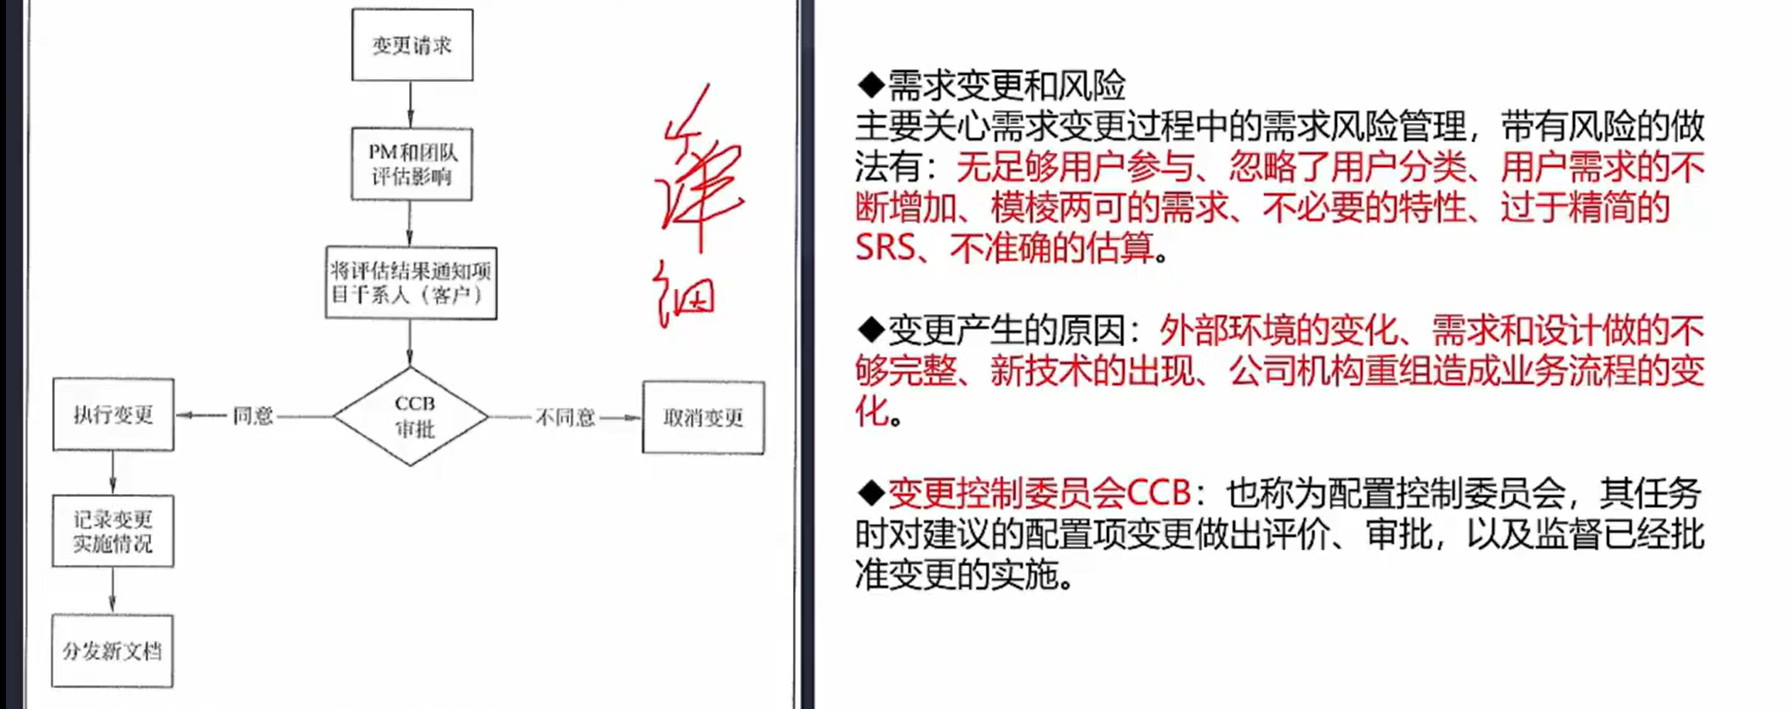 变更请求
PM和团队
评估影响
将评估结果通知项
目干系人（客户）
CCB
审批
同意
不同意
执行变更
取消变更
记录变更
实施情况
分发新文档
详
细
◆需求变更和风险
主要关心需求变更过程中的需求风险管理，带有风险的做
法有：无足够用户参与、忽略了用户分类、用户需求的不
断增加、模棱两可的需求、不必要的特性、过于精简的
SRS、不准确的估算。
◆变更产生的原因：外部环境的变化、需求和设计做的不
够完整、新技术的出现、公司机构重组造成业务流程的变
化。
◆变更控制委员会CCB：也称为配置控制委员会，其任务
时对建议的配置项变更做出评价、审批，以及监督已经批
准变更的实施。